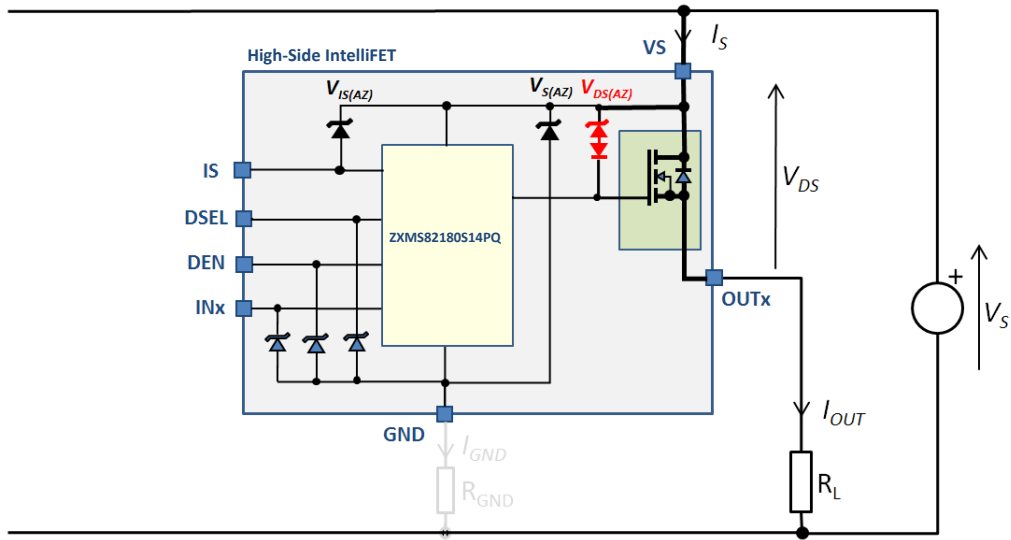 I_S
VS
High-Side IntelliFET
V_IS(AZ)
V_S(AZ)
V_DS(AZ)
IS
V_DS
DSEL
ZXMS82180S14PQ
DEN
+
OUTx
INx
V_S
I_OUT
GND
I_GND
R_L
R_GND